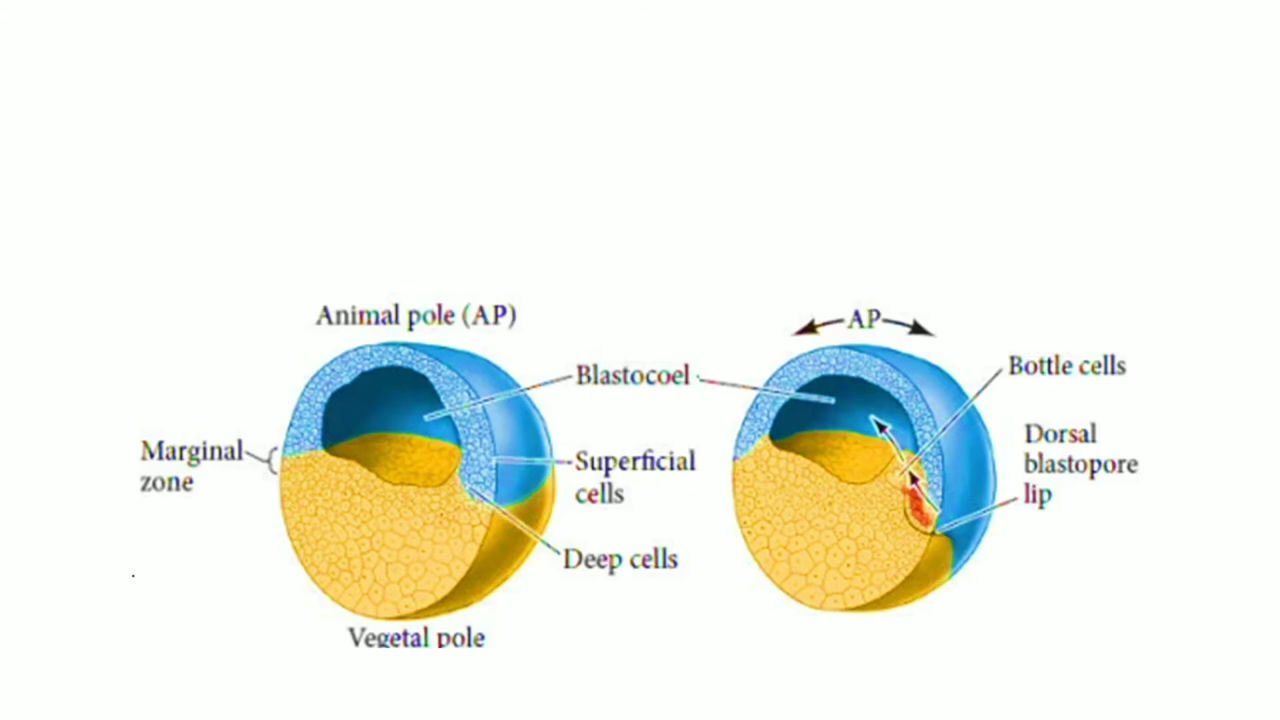 Animal pole (AP)
AP
Blastocoel
Bottle cells
Marginal
zone
Superficial
cells
Dorsal
blastopore
lip
Deep cells
Vegetal pole